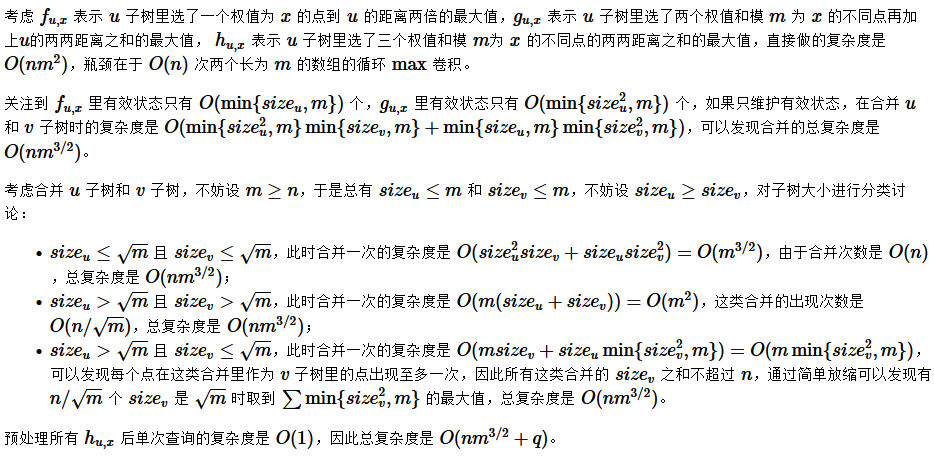 考虑 $f_{u,x}$ 表示 $u$ 子树里选了一个权值为 $x$ 的点到 $u$ 的距离两倍的最大值，$g_{u,x}$ 表示 $u$ 子树里选了两个权值和模 $m$ 为 $x$ 的不同点再加
上$u$的两两距离之和的最大值， $h_{u,x}$ 表示 $u$ 子树里选了三个权值和模 $m$为 $x$ 的不同点的两两距离之和的最大值，直接做的复杂度是
$O(nm^2)$，瓶颈在于 $O(n)$ 次两个长为 $m$ 的数组的循环 $\max$ 卷积。
关注到 $f_{u,x}$ 里有效状态只有 $O(\min\{size_u, m\})$ 个，$g_{u,x}$ 里有效状态只有 $O(\min\{size_u^2, m\})$ 个，如果只维护有效状态，在合并 $u$
和 $v$ 子树时的复杂度是 $O(\min\{size_u^2, m\}\min\{size_v, m\} + \min\{size_u, m\}\min\{size_v^2, m\})$，可以发现合并的总复杂度是
$O(nm^{3/2})$。
考虑合并 $u$ 子树和 $v$ 子树，不妨设 $m \geq n$，于是总有 $size_u \leq m$ 和 $size_v \leq m$，不妨设 $size_u \geq size_v$，对子树大小进行分类讨
论：
• $size_u \leq \sqrt{m}$ 且 $size_v \leq \sqrt{m}$，此时合并一次的复杂度是 $O(size_u^2 size_v + size_u size_v^2) = O(m^{3/2})$，由于合并次数是 $O(n)$
，总复杂度是 $O(nm^{3/2})$；
• $size_u > \sqrt{m}$ 且 $size_v > \sqrt{m}$，此时合并一次的复杂度是 $O(m(size_u + size_v)) = O(m^2)$，这类合并的出现次数是
$O(n/\sqrt{m})$，总复杂度是 $O(nm^{3/2})$；
• $size_u > \sqrt{m}$ 且 $size_v \leq \sqrt{m}$，此时合并一次的复杂度是 $O(msize_v + size_u \min\{size_v^2, m\}) = O(m \min\{size_v^2, m\})$，
可以发现每个点在这类合并里作为 $v$ 子树里的点出现至多一次，因此所有这类合并的 $size_v$ 之和不超过 $n$，通过简单放缩可以发现有
$n/\sqrt{m}$ 个 $size_v$ 是 $\sqrt{m}$ 时取到 $\sum \min\{size_v^2, m\}$ 的最大值，总复杂度是 $O(nm^{3/2})$。
预处理所有 $h_{u,x}$ 后单次查询的复杂度是 $O(1)$，因此总复杂度是 $O(nm^{3/2} + q)$。